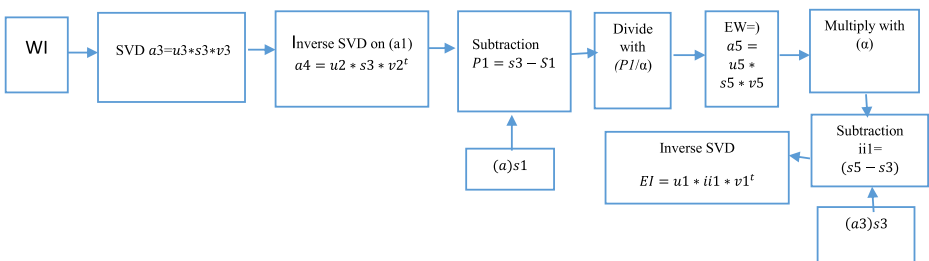 WI
SVD a3=u3*s3*v3
Inverse SVD on (a1)
a4 = u2 * s3 * v2ᵗ
Subtraction
P1 = s3 − S1
(a)s1
Divide
with
(P1/α)
EW=)
a5 =
u5 *
s5 * v5
Multiply with
(α)
Subtraction
ii1=
(s5 − s3)
(a3)s3
Inverse SVD
EI = u1 * ii1 * v1ᵗ